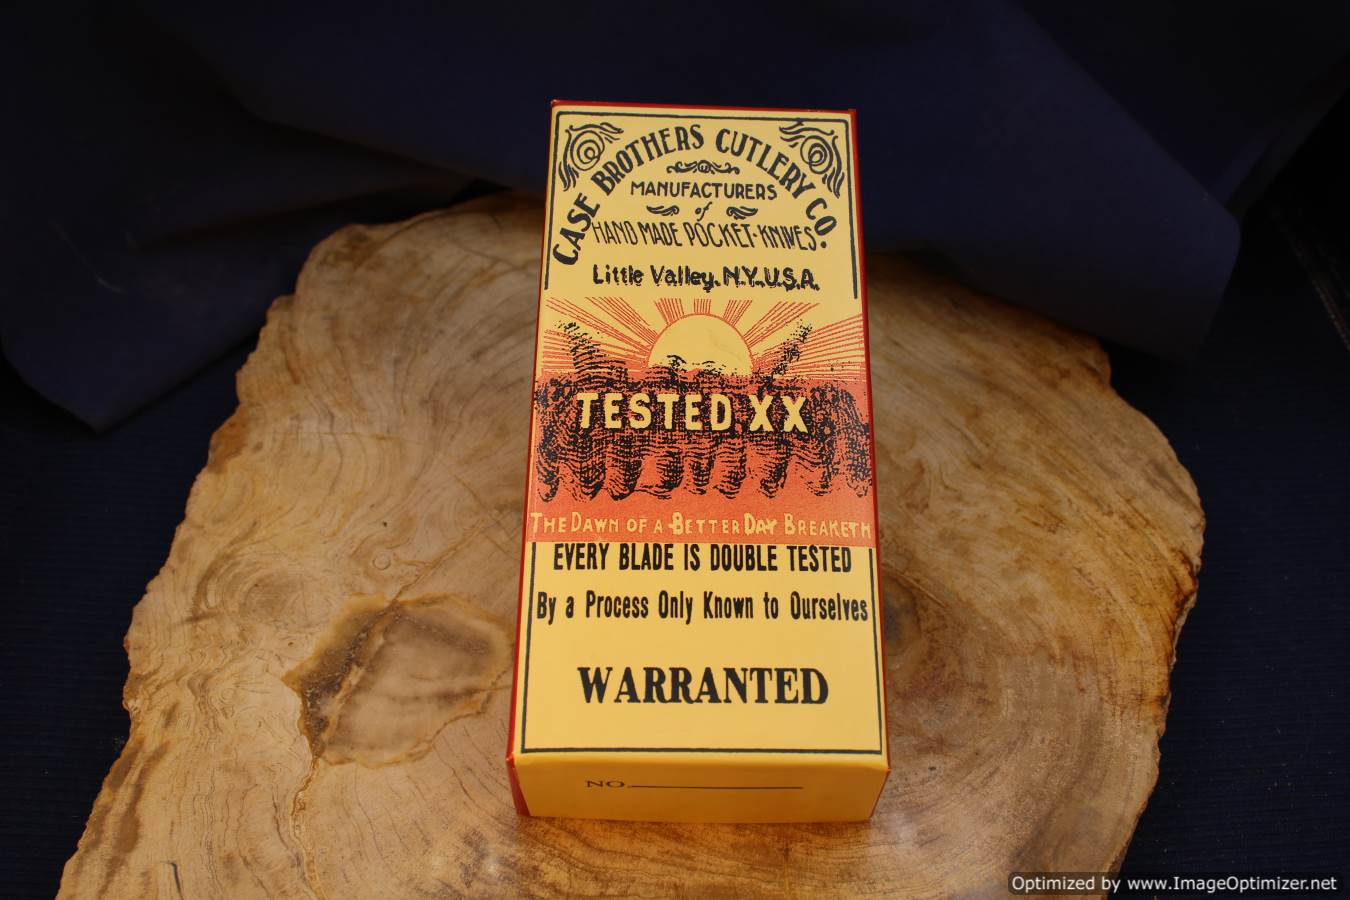 CASE BROTHERS CUTLERY CO.
MANUFACTURERS
of
HAND MADE POCKET-KNIVES.
Little Valley. N.Y. U.S.A.
TESTED XX
THE DAWN OF A BETTER DAY BREAKETH
EVERY BLADE IS DOUBLE TESTED
By a Process Only Known to Ourselves
WARRANTED
NO.
Optimized by www.ImageOptimizer.net